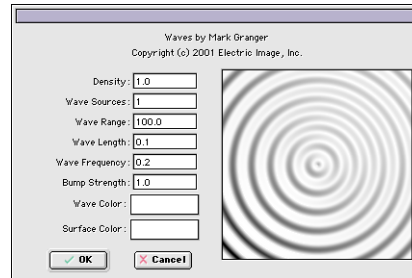 Waves by Mark Granger
Copyright (c) 2001 Electric Image, Inc.
Density: 1.0
Wave Sources: 1
Wave Range: 100.0
Wave Length: 0.1
Wave Frequency: 0.2
Bump Strength: 1.0
Wave Color:
Surface Color:
OK
Cancel